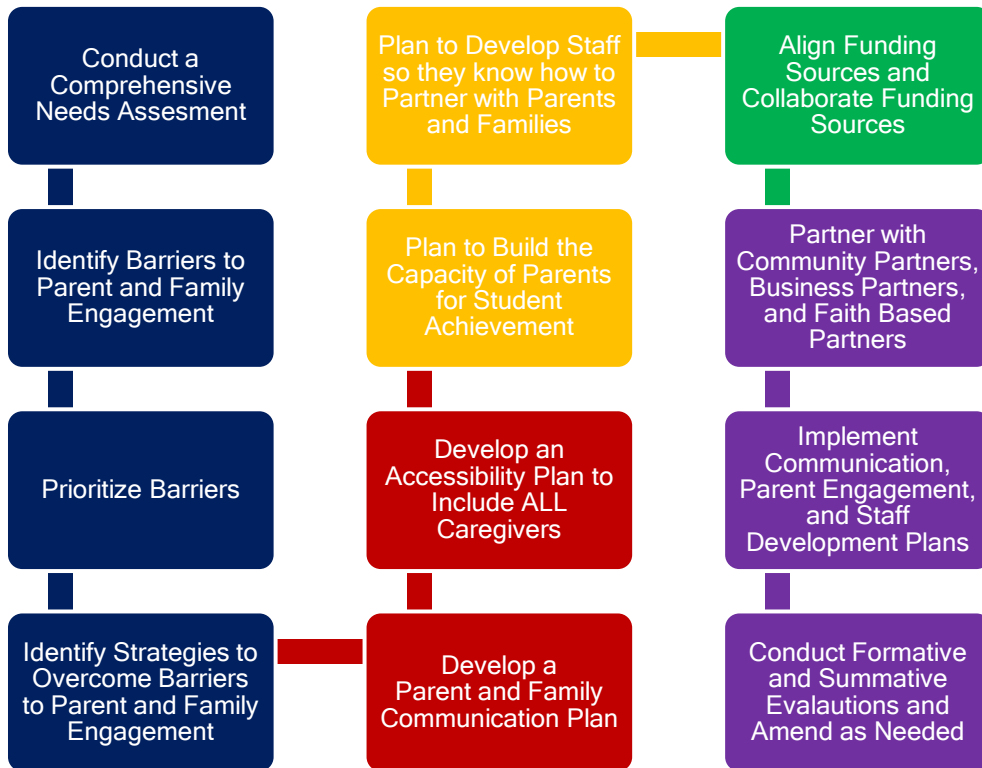 Conduct a
Comprehensive
Needs Assesment
Identify Barriers to
Parent and Family
Engagement
Prioritize Barriers
Identify Strategies to
Overcome Barriers
to Parent and Family
Engagement
Develop a
Parent and Family
Communication Plan
Develop an
Accessibility Plan to
Include ALL
Caregivers
Plan to Build the
Capacity of Parents
for Student
Achievement
Plan to Develop Staff
so they know how to
Partner with Parents
and Families
Align Funding
Sources and
Collaborate Funding
Sources
Partner with
Community Partners,
Business Partners,
and Faith Based
Partners
Implement
Communication,
Parent Engagement,
and Staff
Development Plans
Conduct Formative
and Summative
Evalautions and
Amend as Needed